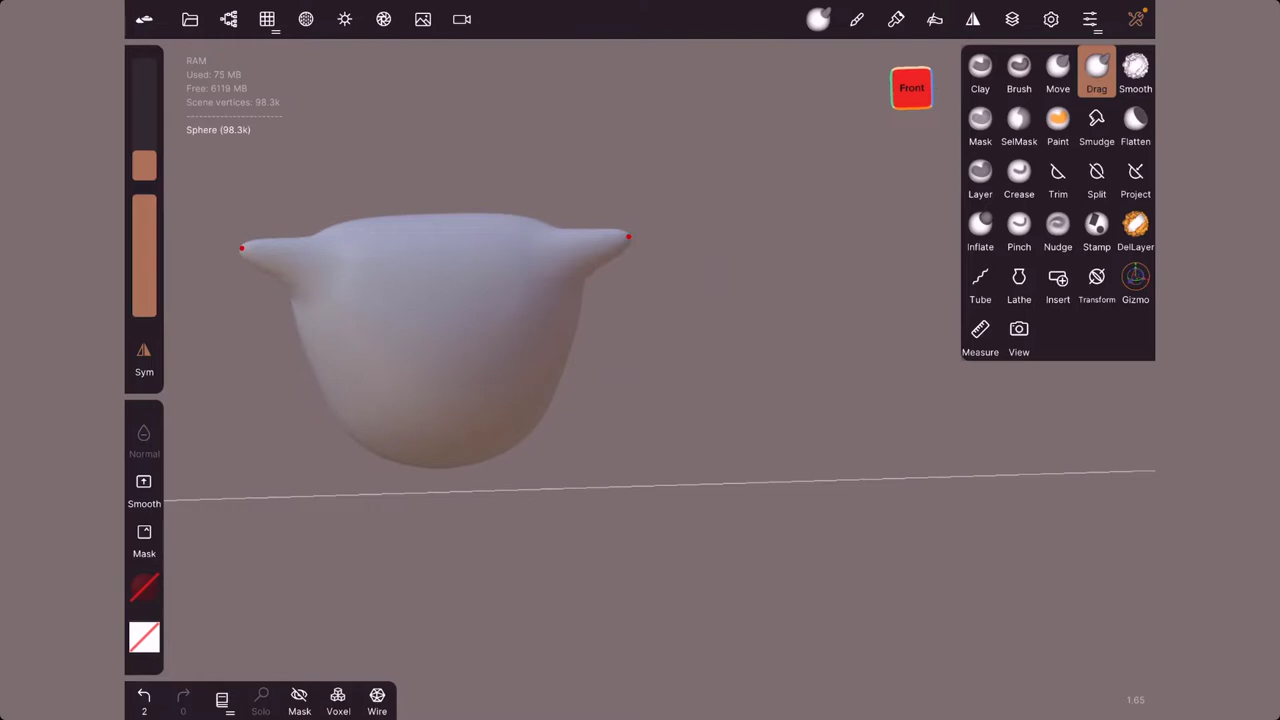 RAM
Used: 75 MB
Free: 6119 MB
Scene vertices: 98.3k
Sphere (98.3k)
Front
Clay Brush Move Drag Smooth
Mask SelMask Paint Smudge Flatten
Layer Crease Trim Split Project
Inflate Pinch Nudge Stamp DelLayer
Tube Lathe Insert Transform Gizmo
Measure View
Sym
Normal
Smooth
Mask
2 0 Solo Mask Voxel Wire
1.65